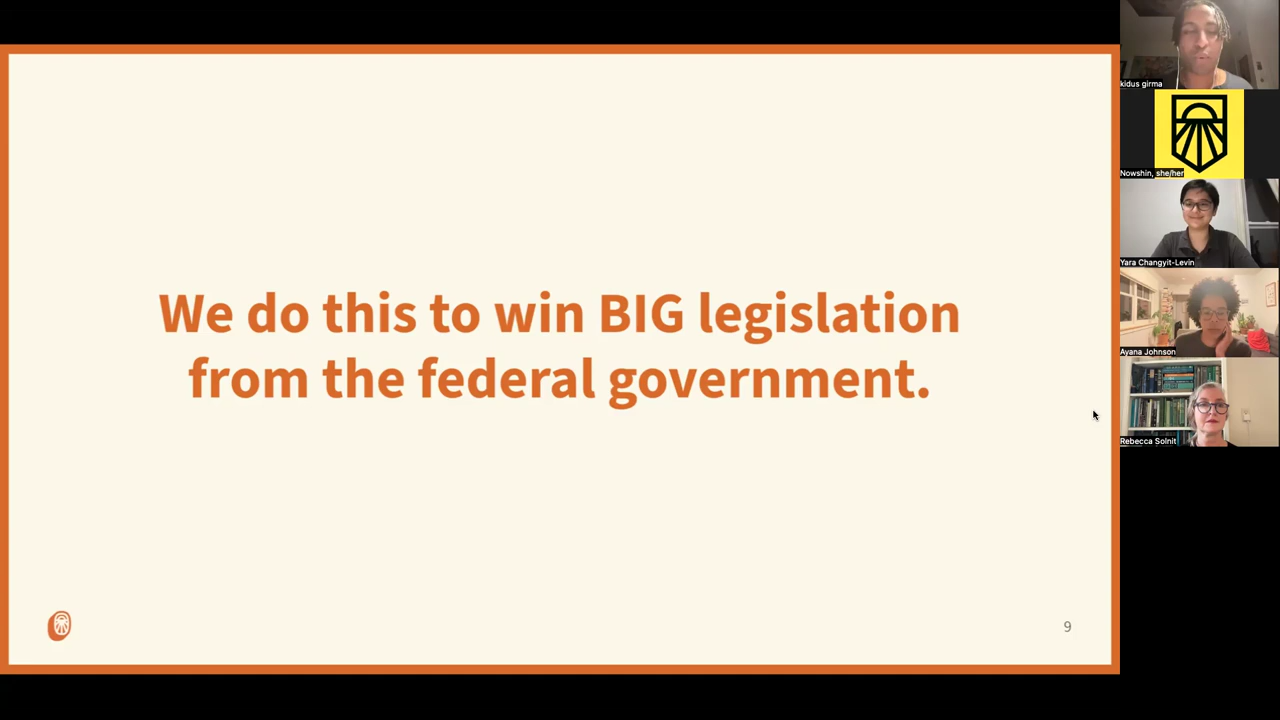 We do this to win BIG legislation
from the federal government.
9
kidus girma
Nowshin, she/her
Yara Changyit-Levin
Ayana Johnson
Rebecca Solnit